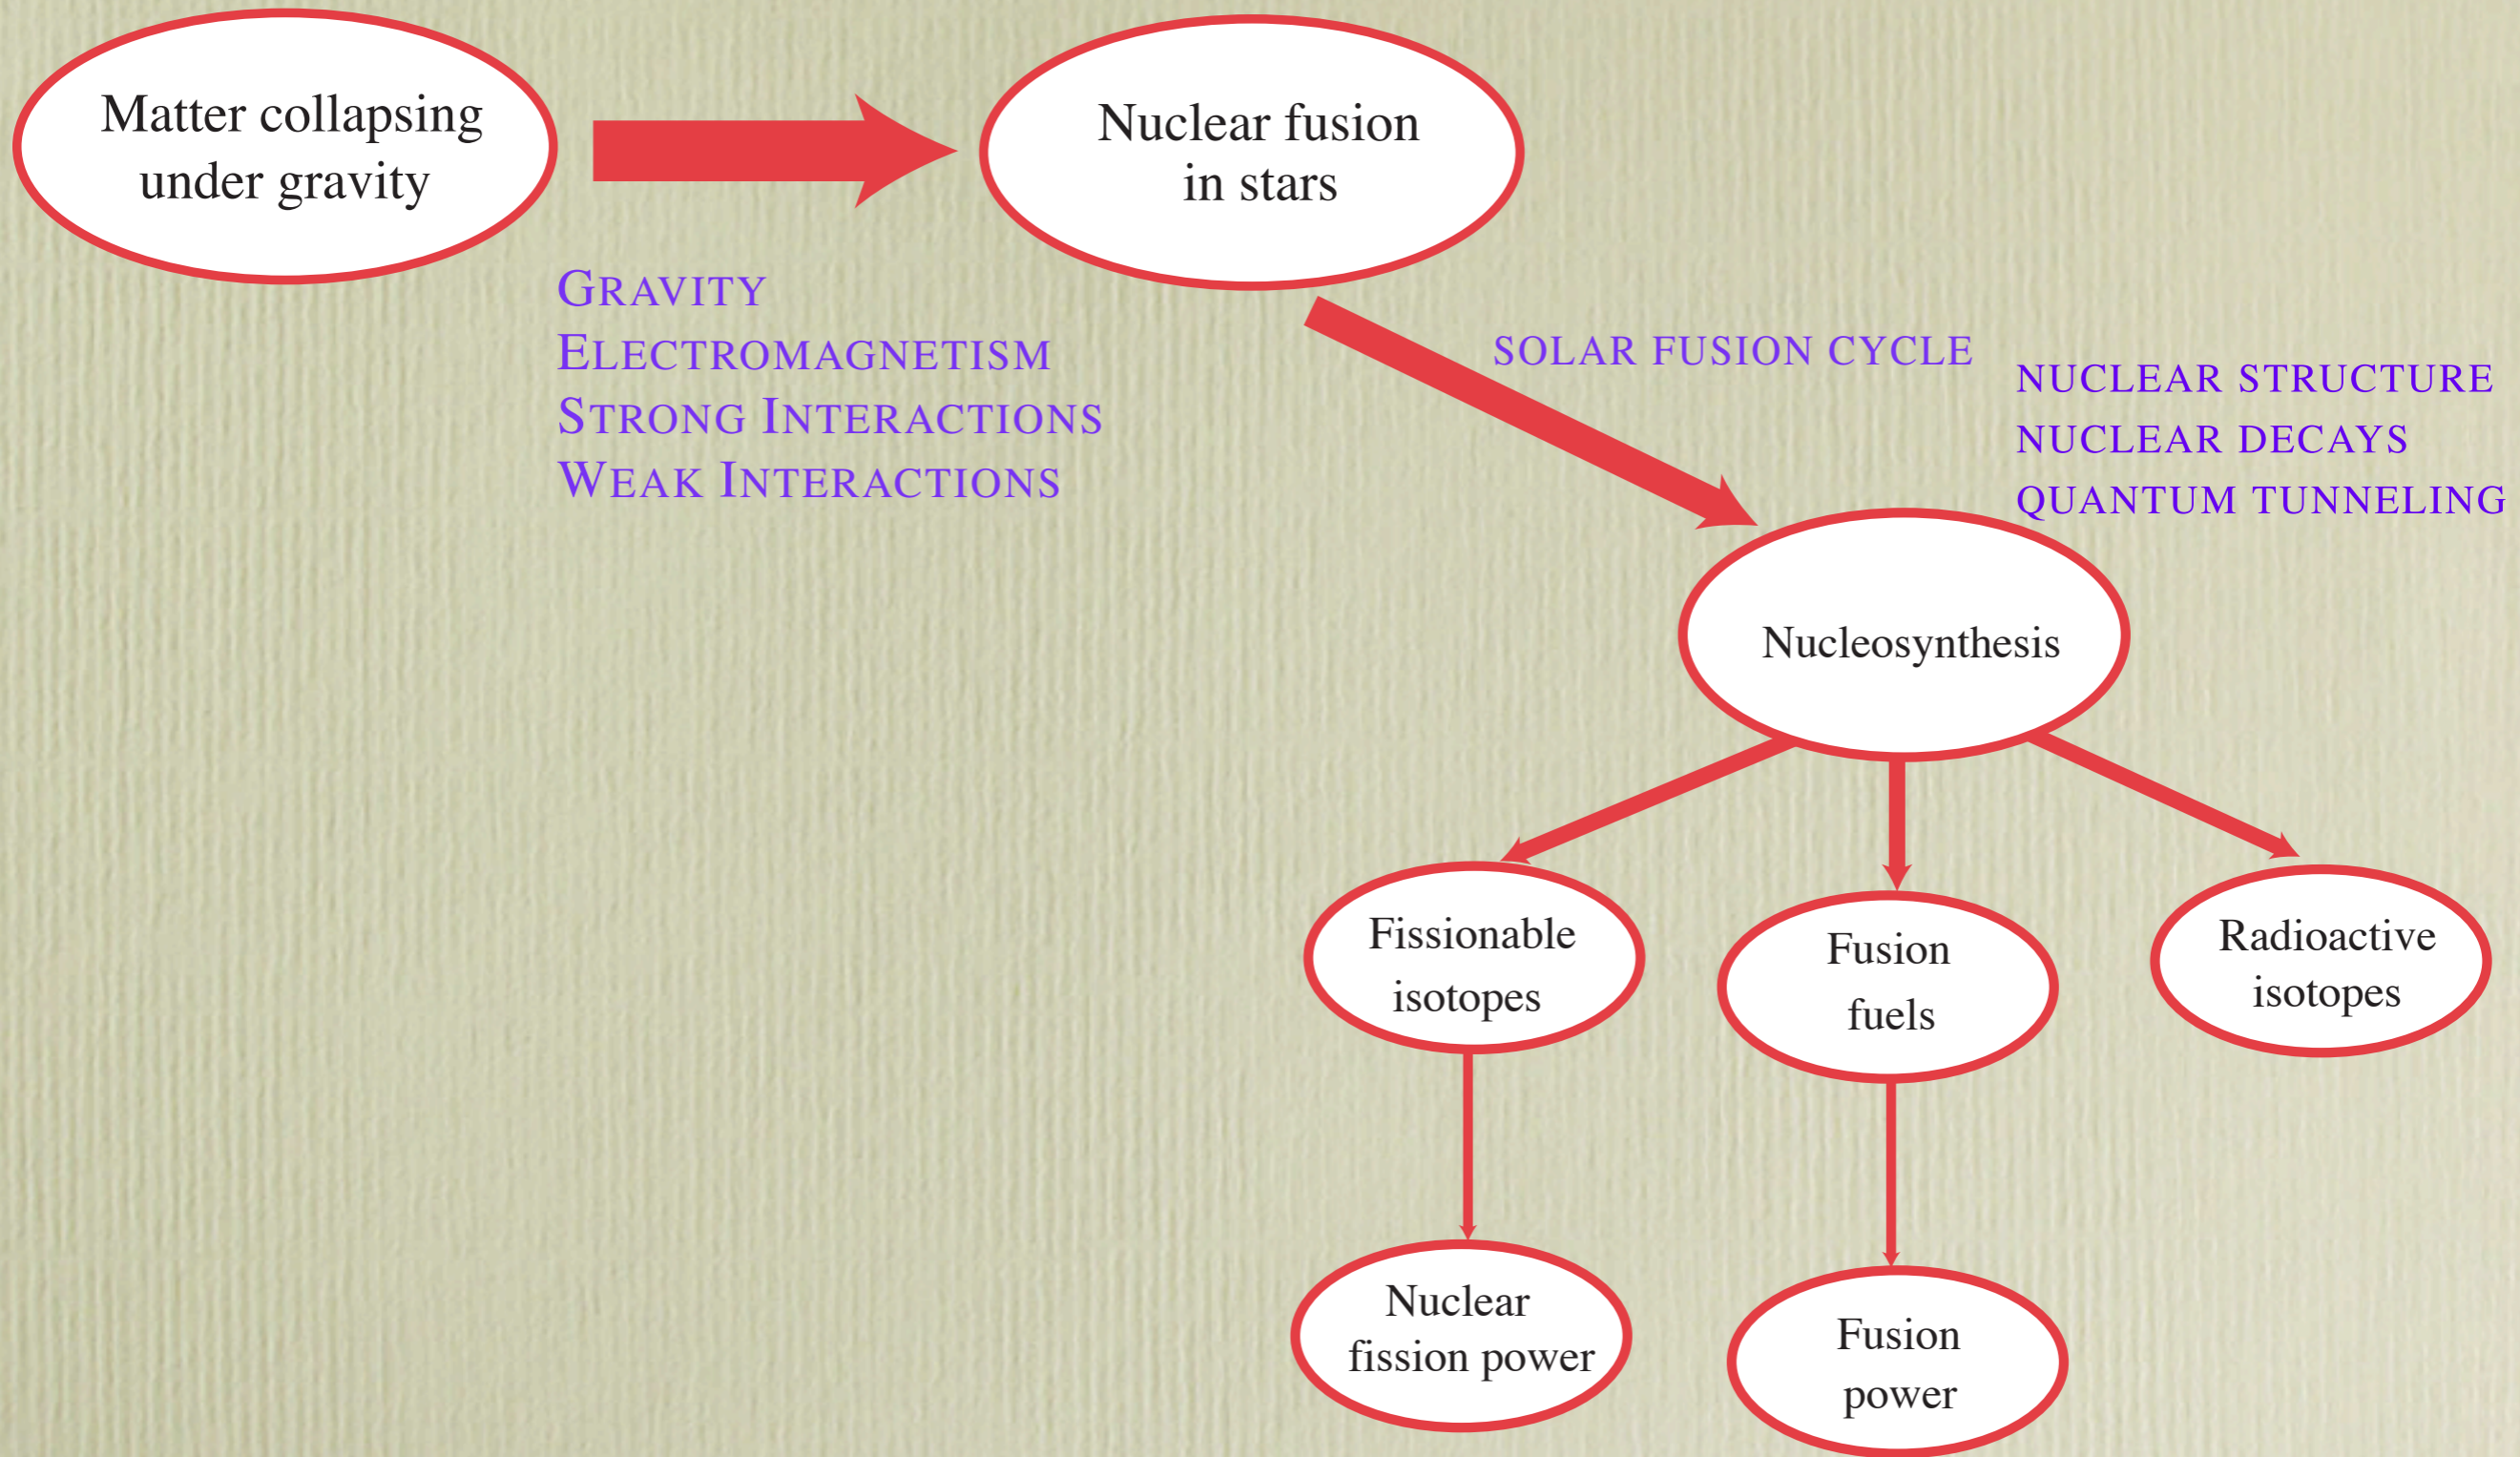 Matter collapsing
under gravity
Nuclear fusion
in stars
GRAVITY
ELECTROMAGNETISM
STRONG INTERACTIONS
WEAK INTERACTIONS
SOLAR FUSION CYCLE
NUCLEAR STRUCTURE
NUCLEAR DECAYS
QUANTUM TUNNELING
Nucleosynthesis
Fissionable
isotopes
Fusion
fuels
Radioactive
isotopes
Nuclear
fission power
Fusion
power